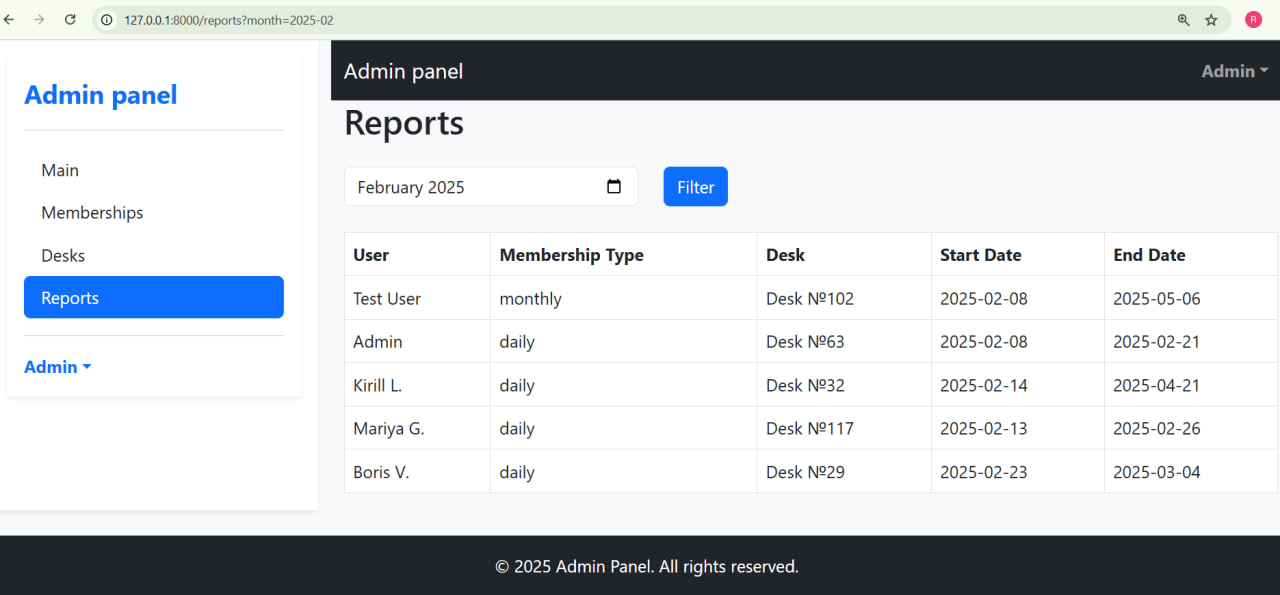 127.0.0.1:8000/reports?month=2025-02
R
Admin panel
Main
Memberships
Desks
Reports
Admin
Admin panel
Admin
Reports
February 2025
Filter
User Membership Type Desk Start Date End Date
Test User monthly Desk №102 2025-02-08 2025-05-06
Admin daily Desk №63 2025-02-08 2025-02-21
Kirill L. daily Desk №32 2025-02-14 2025-04-21
Mariya G. daily Desk №117 2025-02-13 2025-02-26
Boris V. daily Desk №29 2025-02-23 2025-03-04
© 2025 Admin Panel. All rights reserved.